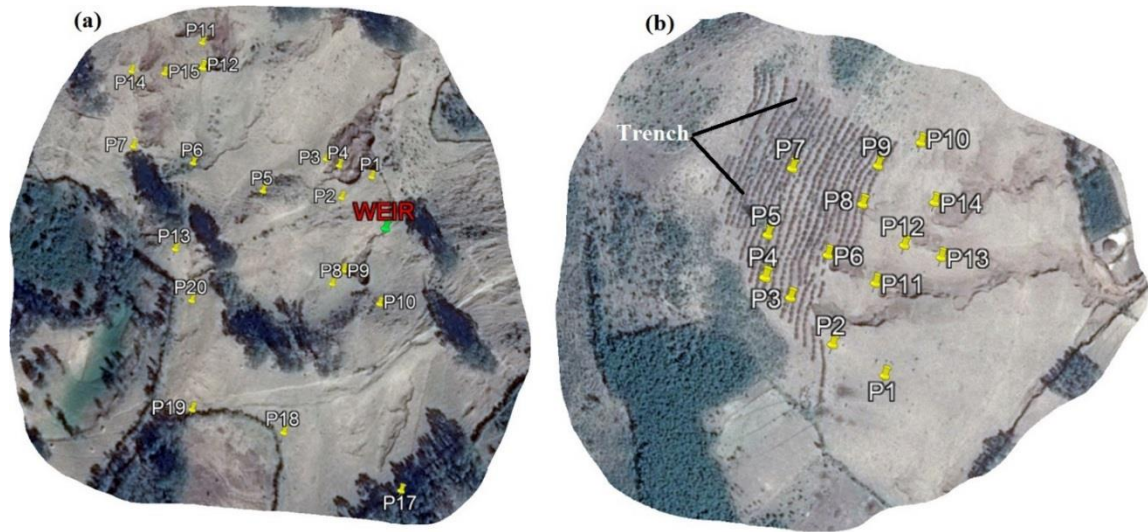 (a)
P11
P12
P14
P15
P7
P6
P3
P4
P1
P5
P2
WEIR
P13
P8
P9
P20
P10
P19
P18
P17
(b)
Trench
P10
P7
P9
P8
P14
P5
P12
P6
P13
P4
P11
P3
P2
P1